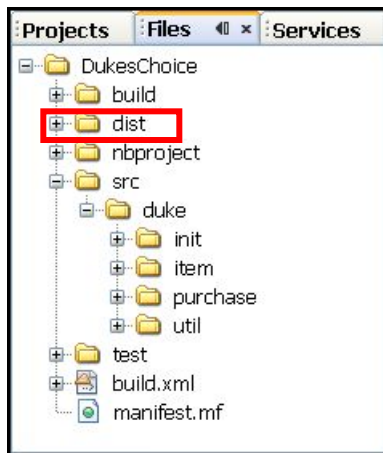 Projects Files Services
DukesChoice
build
dist
nbproject
src
duke
init
item
purchase
util
test
build.xml
manifest.mf